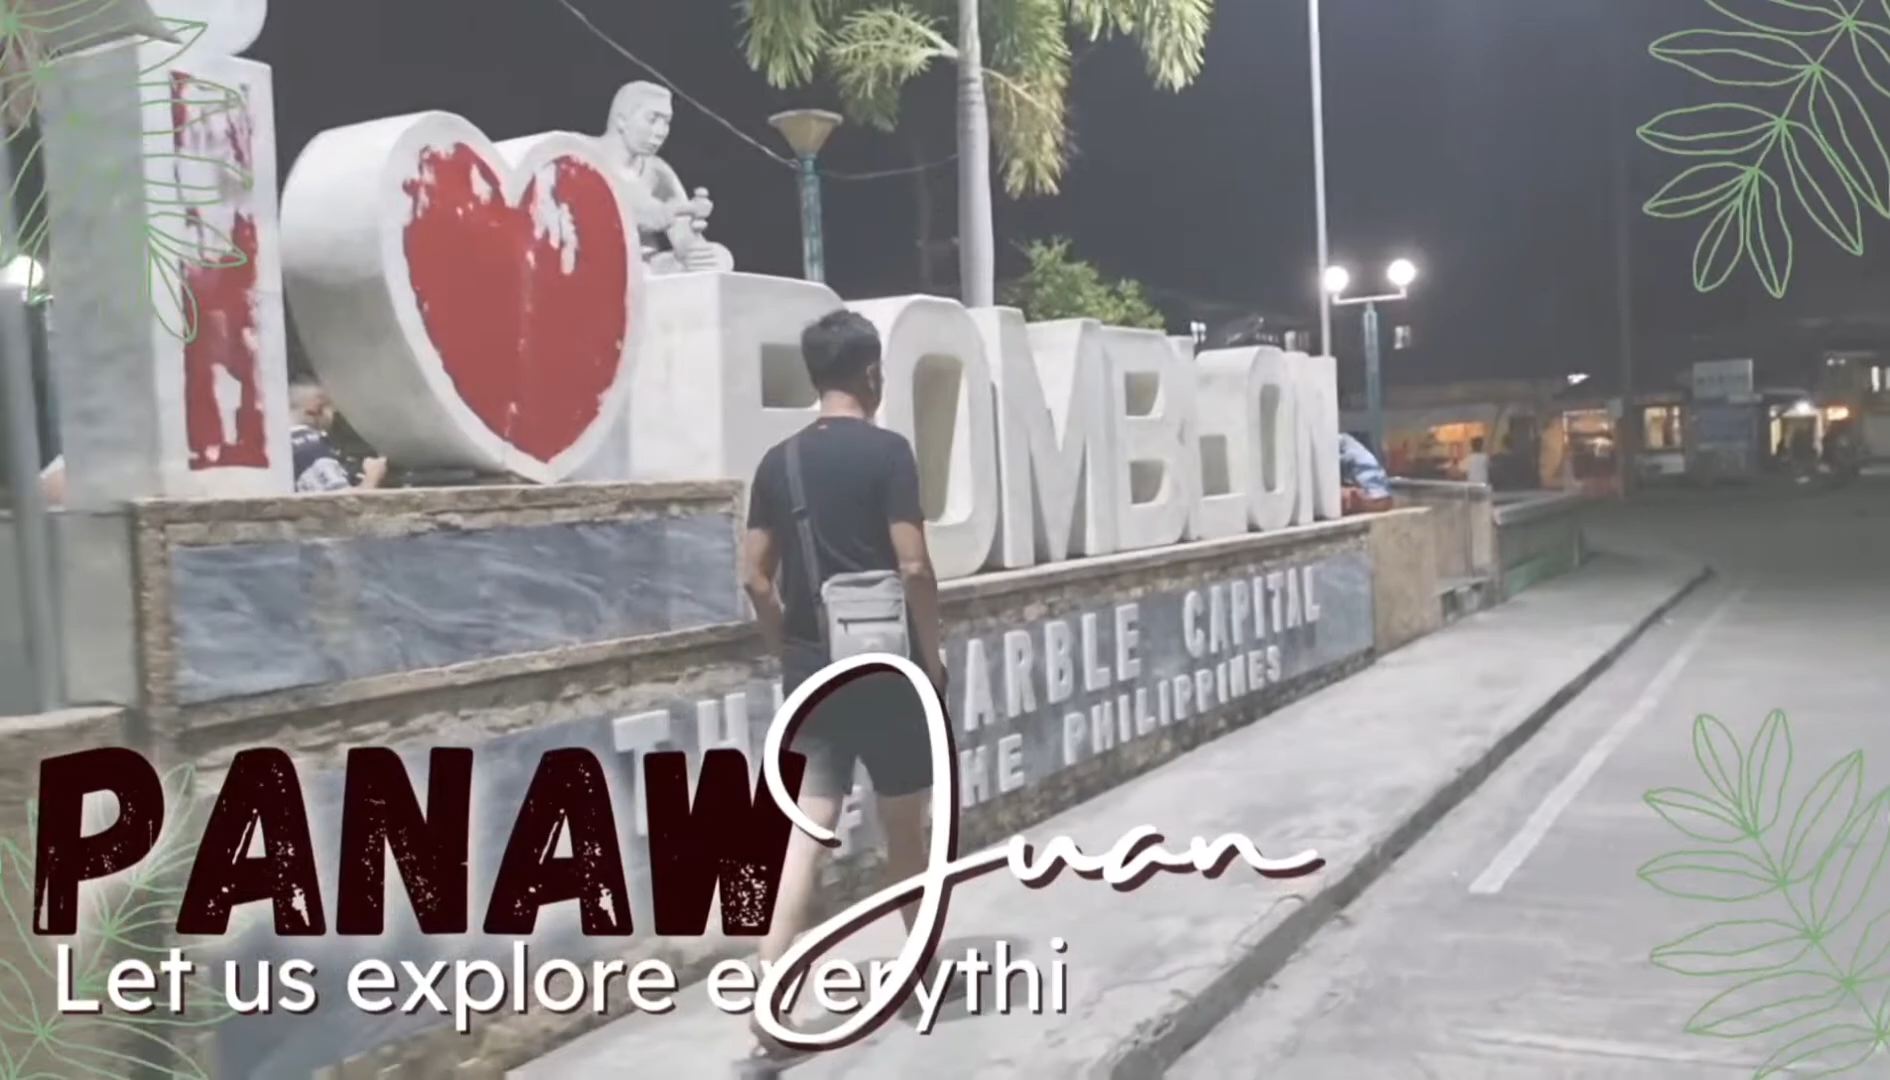 I ROMBLON
THE MARBLE CAPITAL
OF THE PHILIPPINES
PANAW Juan
Let us explore everythi